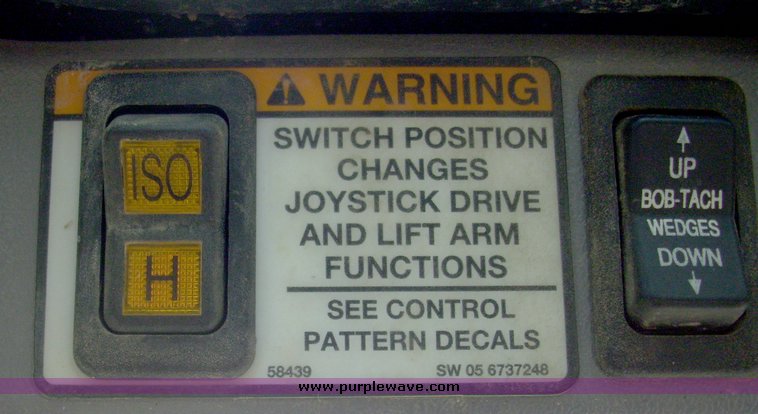 ISO
H
WARNING
SWITCH POSITION
CHANGES
JOYSTICK DRIVE
AND LIFT ARM
FUNCTIONS
SEE CONTROL
PATTERN DECALS
58439 SW 05 6737248
UP
BOB-TACH
WEDGES
DOWN
www.purplewave.com